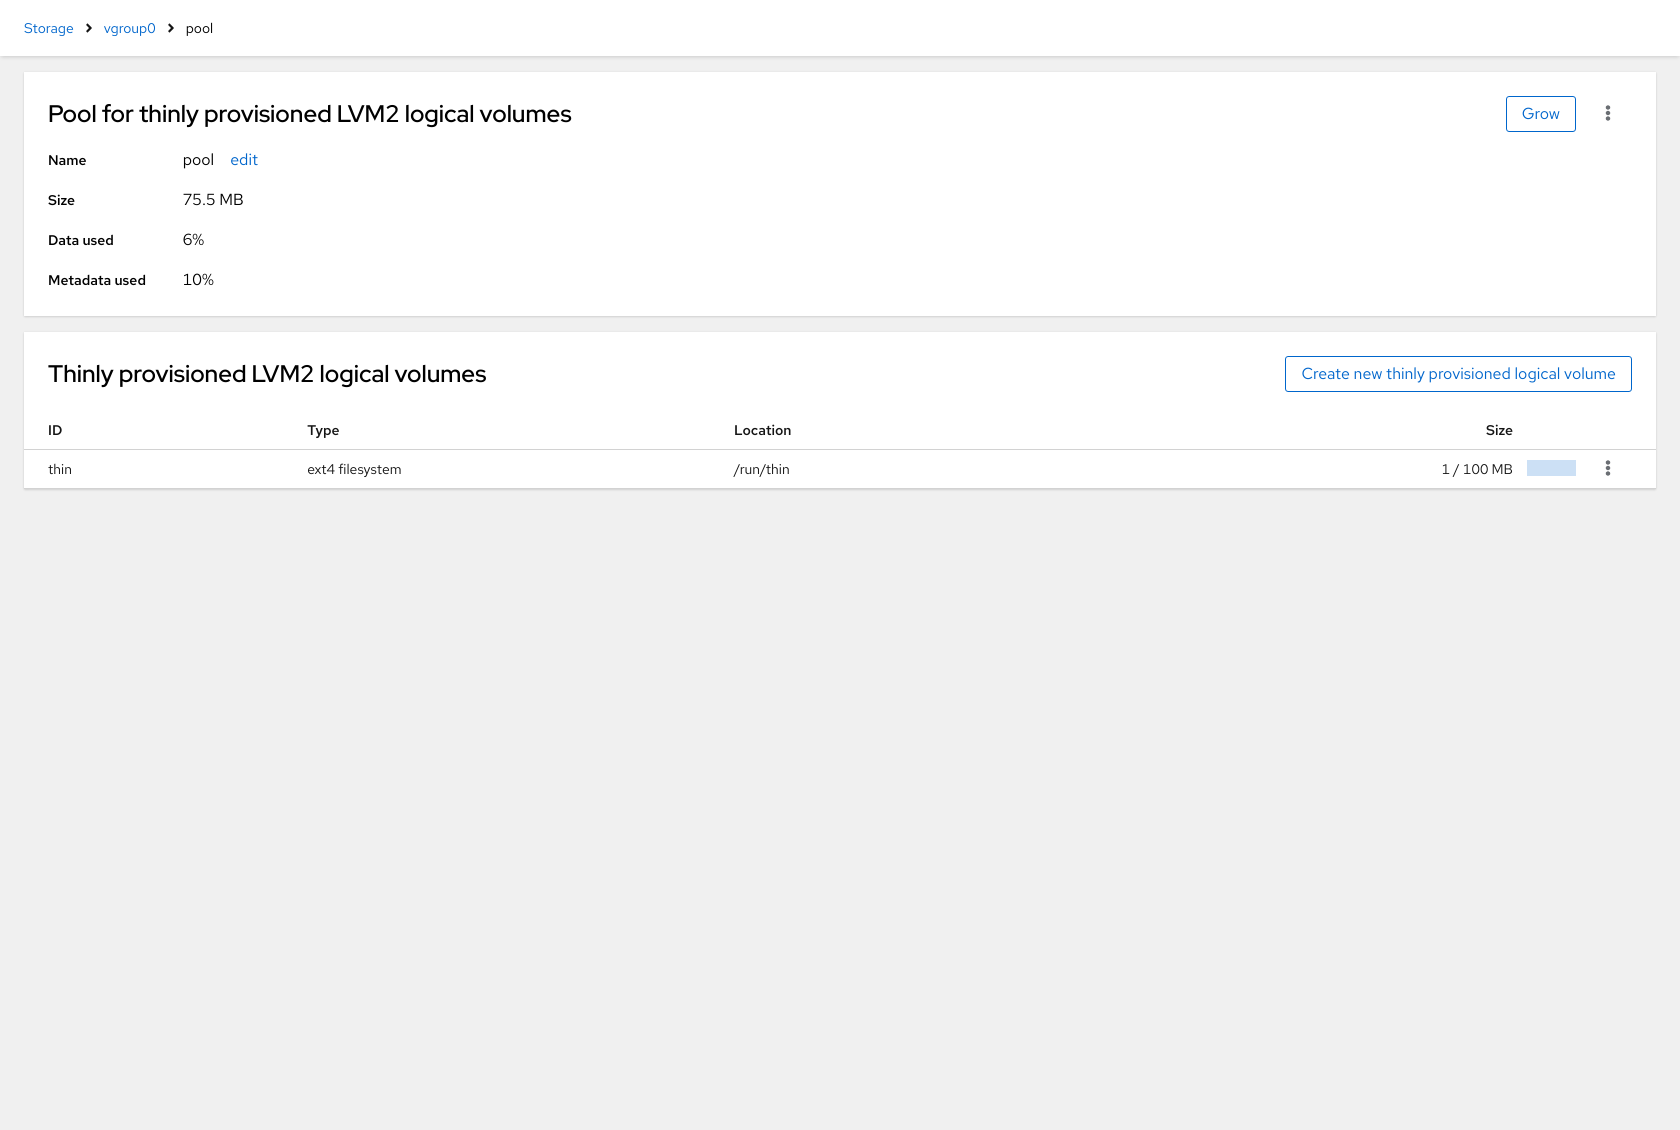 Storage vgroup0 pool
Pool for thinly provisioned LVM2 logical volumes Grow
Name pool edit
Size 75.5 MB
Data used 6%
Metadata used 10%
Thinly provisioned LVM2 logical volumes Create new thinly provisioned logical volume
ID Type Location Size
thin ext4 filesystem /run/thin 1 / 100 MB